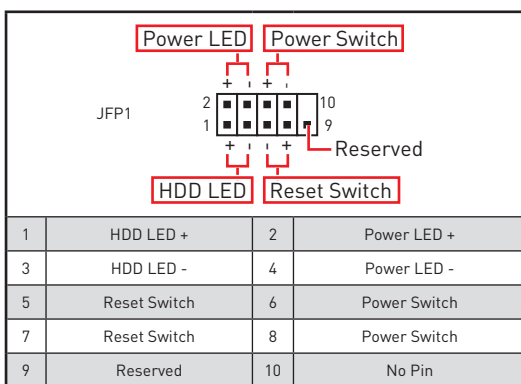 Power LED Power Switch
+ - + -
JFP1
2 10
1 9
+ - - +
Reserved
HDD LED Reset Switch
1 HDD LED + 2 Power LED +
3 HDD LED - 4 Power LED -
5 Reset Switch 6 Power Switch
7 Reset Switch 8 Power Switch
9 Reserved 10 No Pin